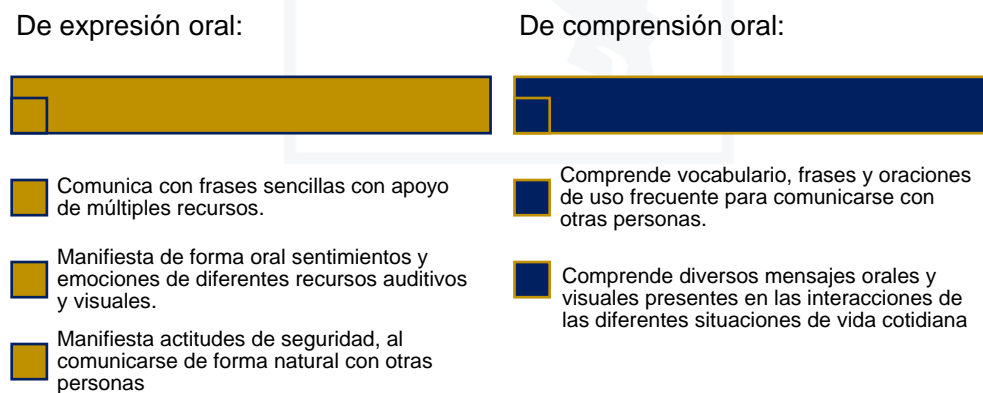 De expresión oral:
Comunica con frases sencillas con apoyo
de múltiples recursos.
Manifiesta de forma oral sentimientos y
emociones de diferentes recursos auditivos
y visuales.
Manifiesta actitudes de seguridad, al
comunicarse de forma natural con otras
personas
De comprensión oral:
Comprende vocabulario, frases y oraciones
de uso frecuente para comunicarse con
otras personas.
Comprende diversos mensajes orales y
visuales presentes en las interacciones de
las diferentes situaciones de vida cotidiana